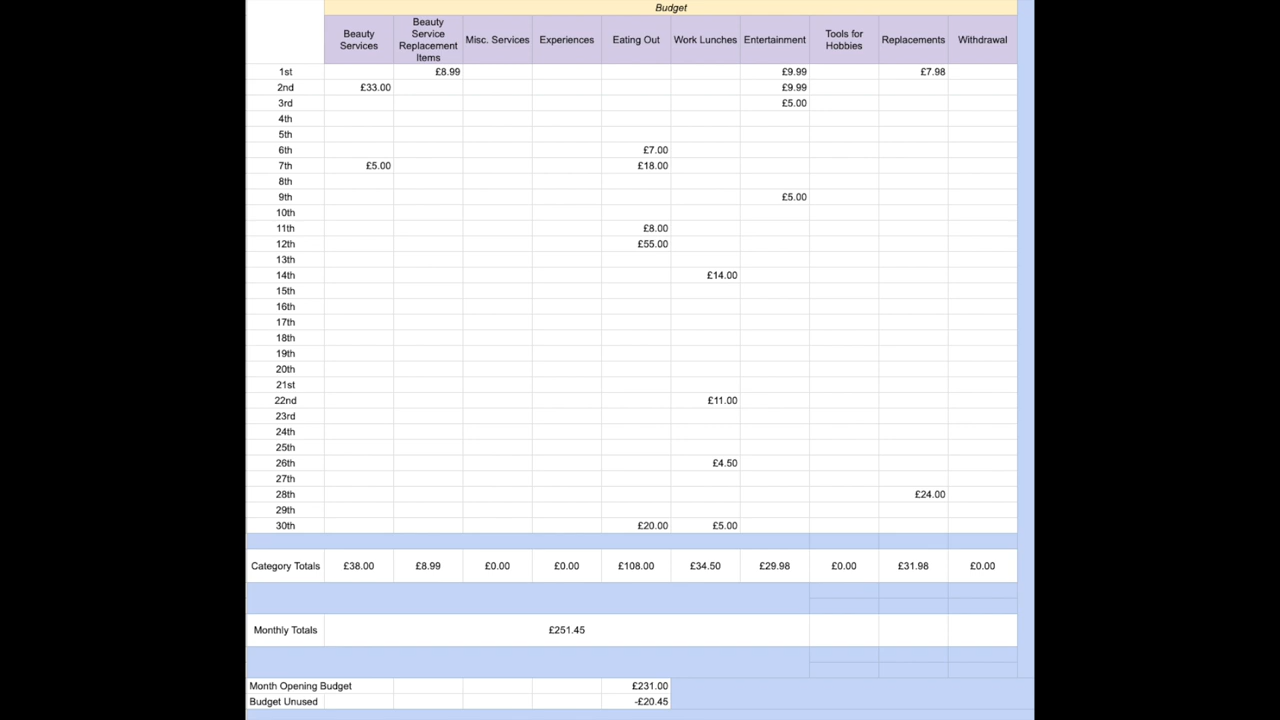 Budget
Beauty Services
Beauty Service Replacement Items
Misc. Services
Experiences
Eating Out
Work Lunches
Entertainment
Tools for Hobbies
Replacements
Withdrawal
1st £8.99 £9.99 £7.98
2nd £33.00 £9.99
3rd £5.00
4th
5th
6th £7.00
7th £5.00 £18.00
8th
9th £5.00
10th
11th £8.00
12th £55.00
13th
14th £14.00
15th
16th
17th
18th
19th
20th
21st
22nd £11.00
23rd
24th
25th
26th £4.50
27th
28th £24.00
29th
30th £20.00 £5.00
Category Totals £38.00 £8.99 £0.00 £0.00 £108.00 £34.50 £29.98 £0.00 £31.98 £0.00
Monthly Totals £251.45
Month Opening Budget £231.00
Budget Unused -£20.45